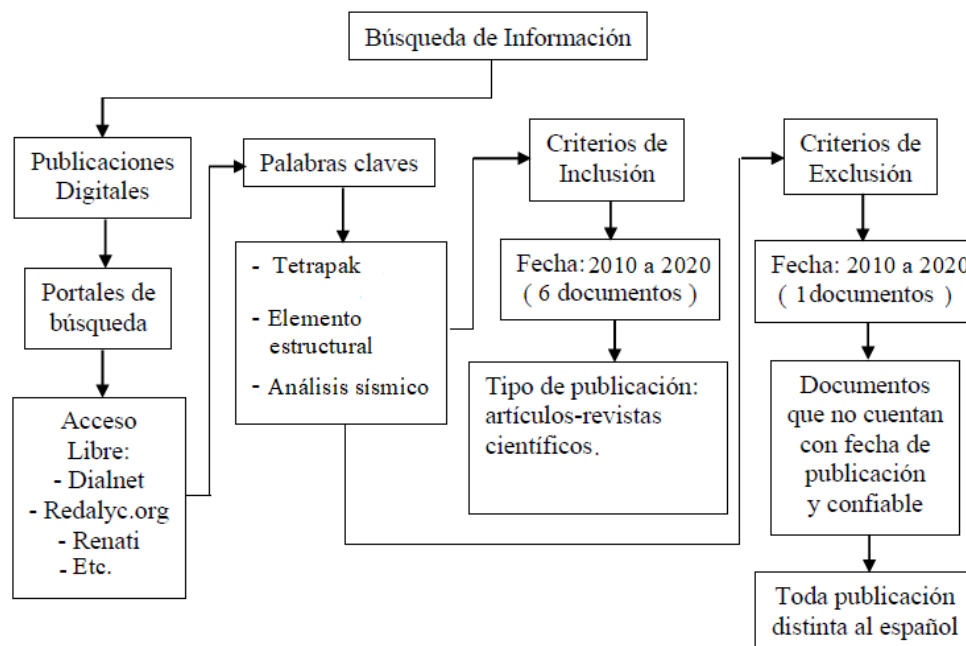 Búsqueda de Información
Publicaciones
Digitales
Portales de
búsqueda
Acceso
Libre:
- Dialnet
- Redalyc.org
- Renati
- Etc.
Palabras claves
- Tetrapak
- Elemento
estructural
- Análisis sísmico
Criterios de
Inclusión
Fecha: 2010 a 2020
( 6 documentos )
Tipo de publicación:
artículos-revistas
científicos.
Criterios de
Exclusión
Fecha: 2010 a 2020
( 1documentos )
Documentos
que no cuentan
con fecha de
publicación
y confiable
Toda publicación
distinta al español